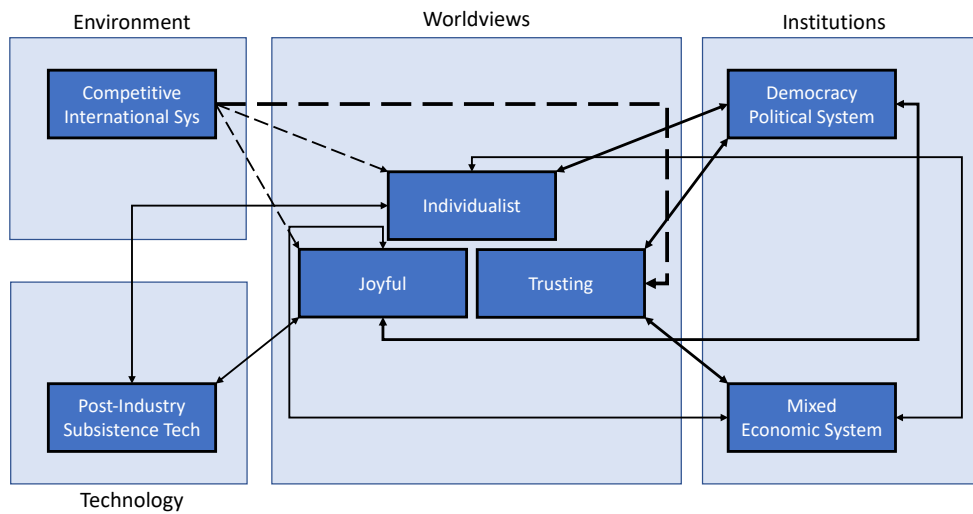 Environment
Worldviews
Institutions
Competitive
International Sys
Democracy
Political System
Individualist
Joyful
Trusting
Post-Industry
Subsistence Tech
Mixed
Economic System
Technology